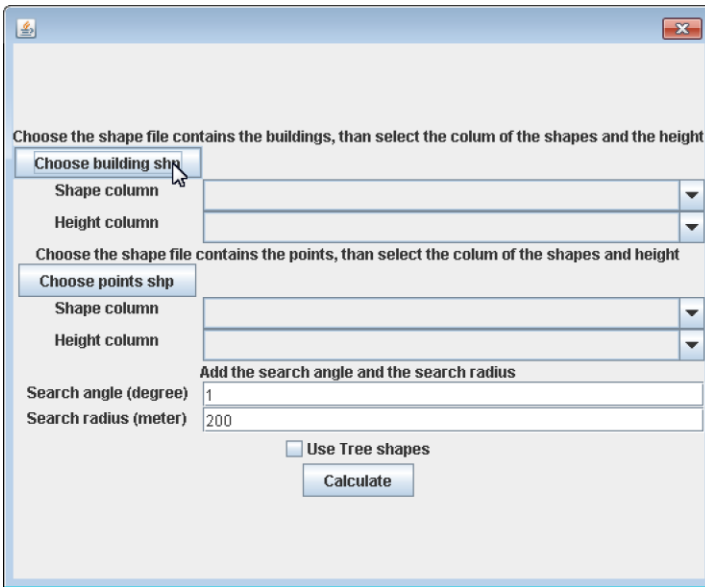 Choose the shape file contains the buildings, than select the colum of the shapes and the height
Choose building shp
Shape column
Height column
Choose the shape file contains the points, than select the colum of the shapes and height
Choose points shp
Shape column
Height column
Add the search angle and the search radius
Search angle (degree) 1
Search radius (meter) 200
Use Tree shapes
Calculate